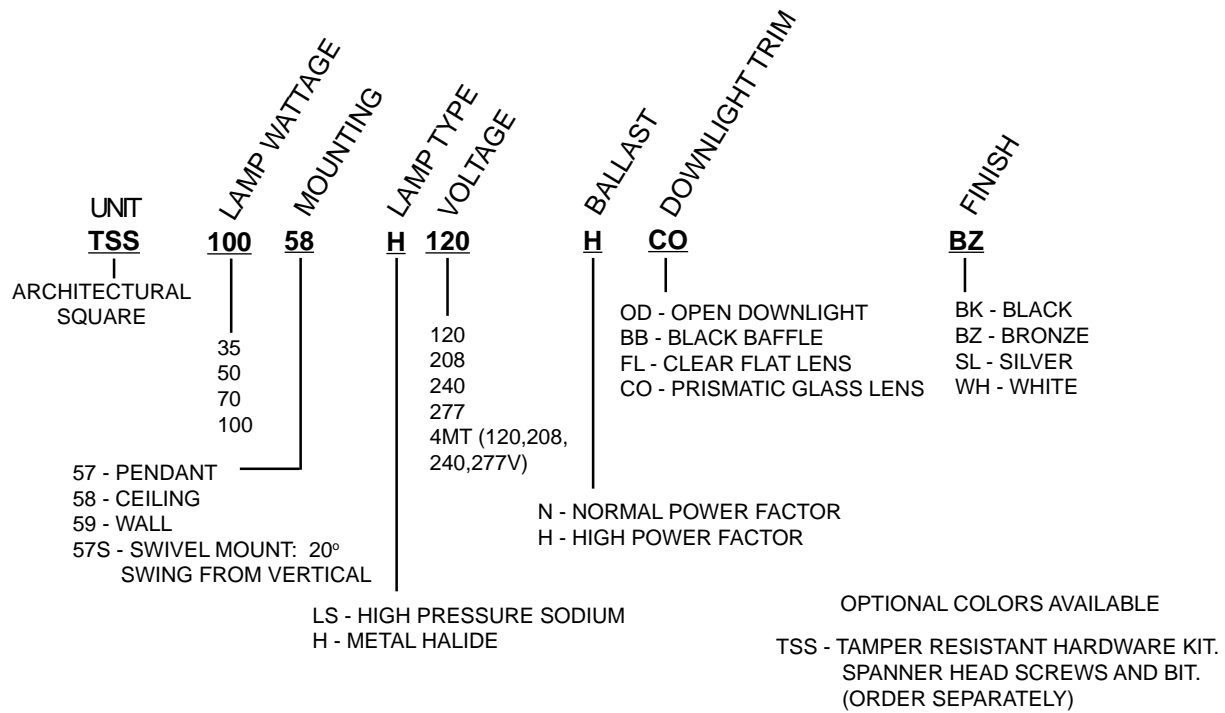 LAMP WATTAGE
MOUNTING
LAMP TYPE
VOLTAGE
BALLAST
DOWNLIGHT TRIM
FINISH
UNIT
TSS 100 58 H 120 H CO BZ
ARCHITECTURAL
SQUARE
35
50
70
100
57 - PENDANT
58 - CEILING
59 - WALL
57S - SWIVEL MOUNT: 20°
SWING FROM VERTICAL
LS - HIGH PRESSURE SODIUM
H - METAL HALIDE
120
208
240
277
4MT (120,208,
240,277V)
N - NORMAL POWER FACTOR
H - HIGH POWER FACTOR
OD - OPEN DOWNLIGHT
BB - BLACK BAFFLE
FL - CLEAR FLAT LENS
CO - PRISMATIC GLASS LENS
BK - BLACK
BZ - BRONZE
SL - SILVER
WH - WHITE
OPTIONAL COLORS AVAILABLE
TSS - TAMPER RESISTANT HARDWARE KIT.
SPANNER HEAD SCREWS AND BIT.
(ORDER SEPARATELY)